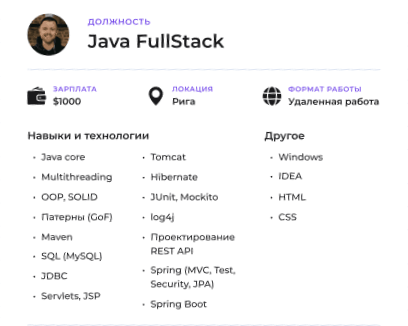 ДОЛЖНОСТЬ
Java FullStack
ЗАРПЛАТА
$1000
ЛОКАЦИЯ
Рига
ФОРМАТ РАБОТЫ
Удаленная работа
Навыки и технологии
• Java core
• Multithreading
• OOP, SOLID
• Патерны (GoF)
• Maven
• SQL (MySQL)
• JDBC
• Servlets, JSP
• Tomcat
• Hibernate
• JUnit, Mockito
• log4j
• Проектирование
REST API
• Spring (MVC, Test,
Security, JPA)
• Spring Boot
Другое
• Windows
• IDEA
• HTML
• CSS